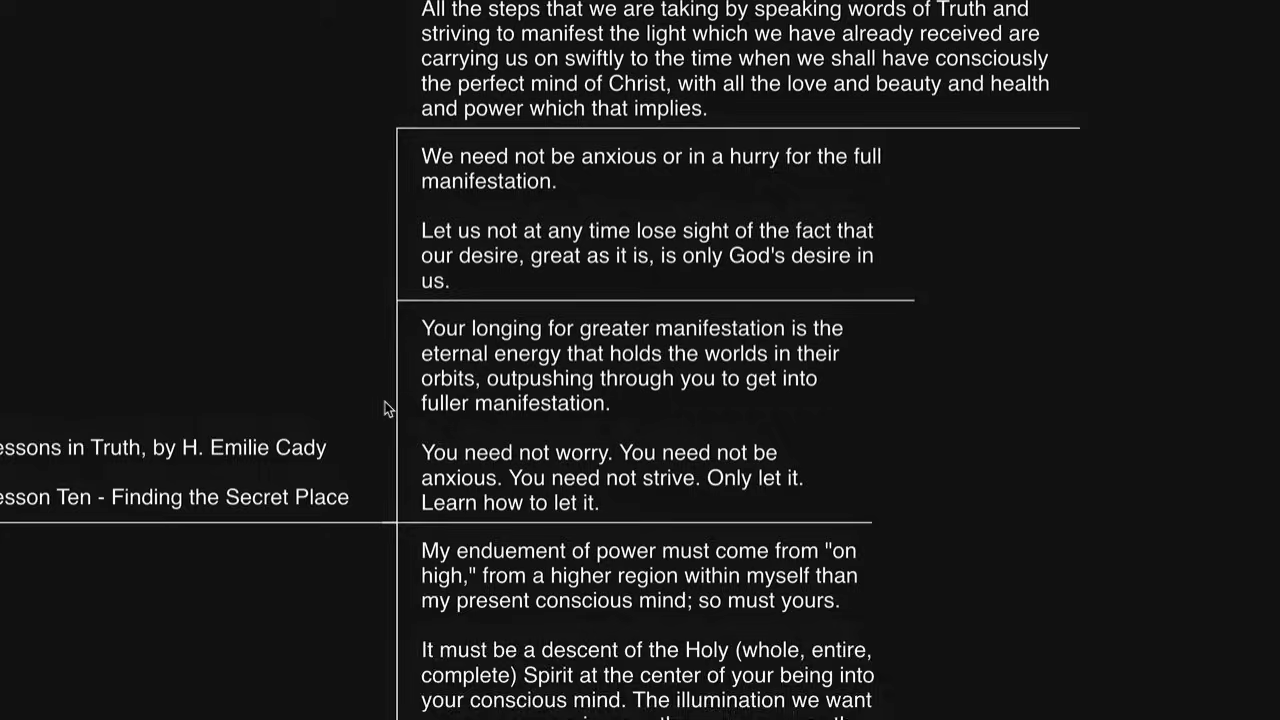 All the steps that we are taking by speaking words of Truth and
striving to manifest the light which we have already received are
carrying us on swiftly to the time when we shall have consciously
the perfect mind of Christ, with all the love and beauty and health
and power which that implies.
We need not be anxious or in a hurry for the full
manifestation.
Let us not at any time lose sight of the fact that
our desire, great as it is, is only God's desire in
us.
Your longing for greater manifestation is the
eternal energy that holds the worlds in their
orbits, outpushing through you to get into
fuller manifestation.
You need not worry. You need not be
anxious. You need not strive. Only let it.
Learn how to let it.
essons in Truth, by H. Emilie Cady
esson Ten - Finding the Secret Place
My enduement of power must come from "on
high," from a higher region within myself than
my present conscious mind; so must yours.
It must be a descent of the Holy (whole, entire,
complete) Spirit at the center of your being into
your conscious mind. The illumination we want